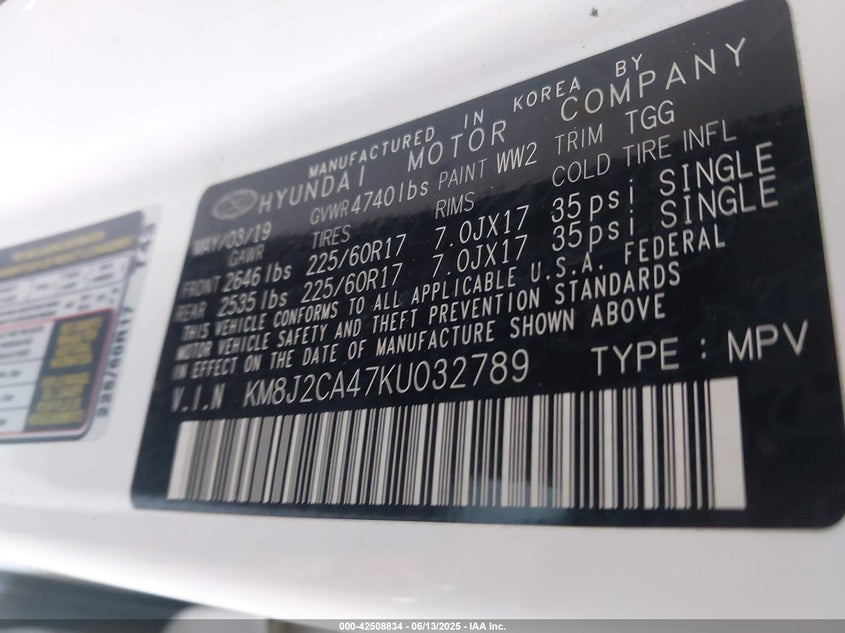 MANUFACTURED IN KOREA BY
HYUNDAI MOTOR COMPANY
MAY/03/19 GVWR 4740lbs PAINT WW2 TRIM TGG
GAWR TIRES RIMS COLD TIRE INFL
FRONT 2646 lbs 225/60R17 7.0JX17 35psi SINGLE
REAR 2535 lbs 225/60R17 7.0JX17 35psi SINGLE
THIS VEHICLE CONFORMS TO ALL APPLICABLE U.S.A. FEDERAL
MOTOR VEHICLE SAFETY AND THEFT PREVENTION STANDARDS
IN EFFECT ON THE DATE OF MANUFACTURE SHOWN ABOVE
V.I.N KM8J2CA47KU032789 TYPE : MPV
225/60R17
000-42508834 - 06/13/2025 - IAA Inc.